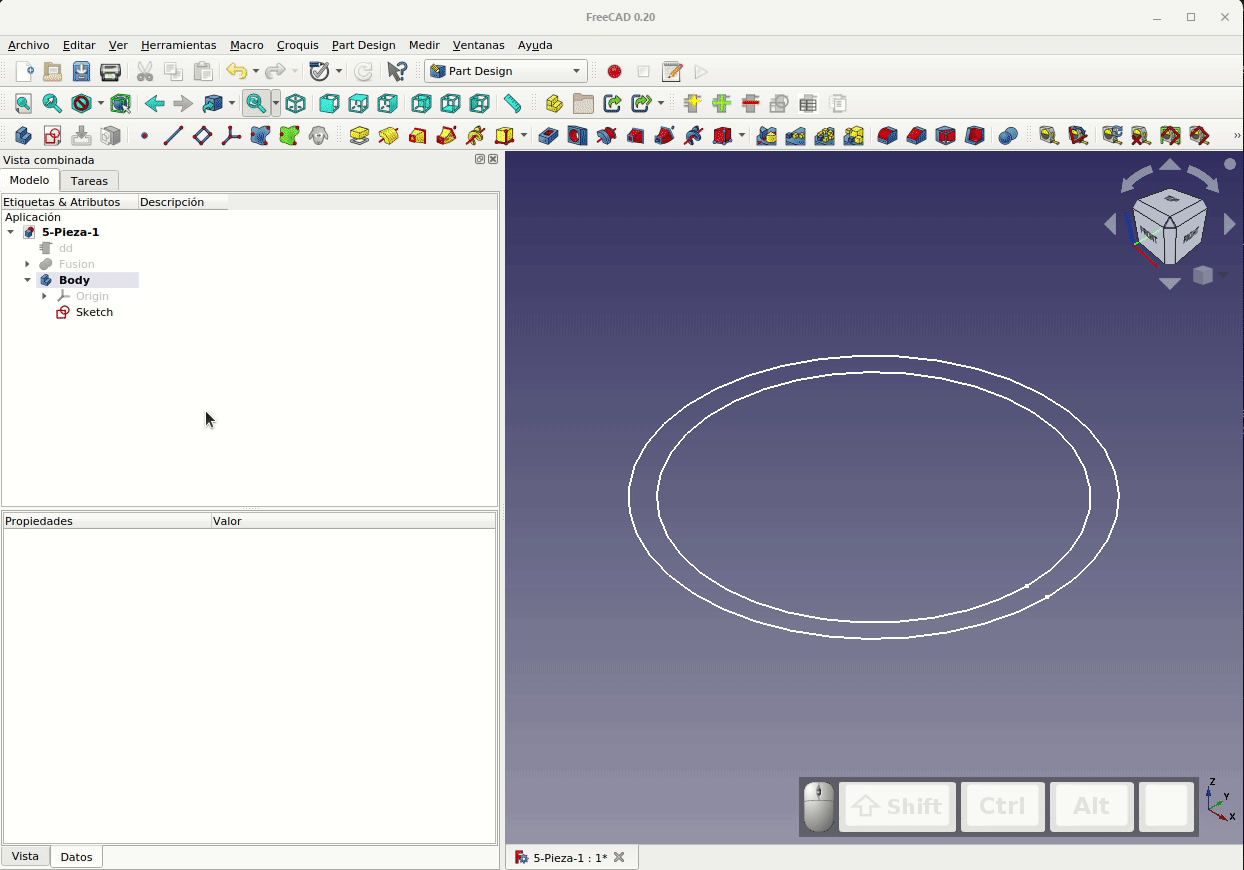 FreeCAD 0.20
Archivo Editar Ver Herramientas Macro Croquis Part Design Medir Ventanas Ayuda
Part Design
»
Vista combinada
Modelo Tareas
Etiquetas & Atributos Descripción
Aplicación
5-Pieza-1
dd
Fusion
Body
Origin
Sketch
FRONT RIGHT
Propiedades Valor
Shift Ctrl Alt
Z
Y
X
Vista Datos
5-Pieza-1 : 1*